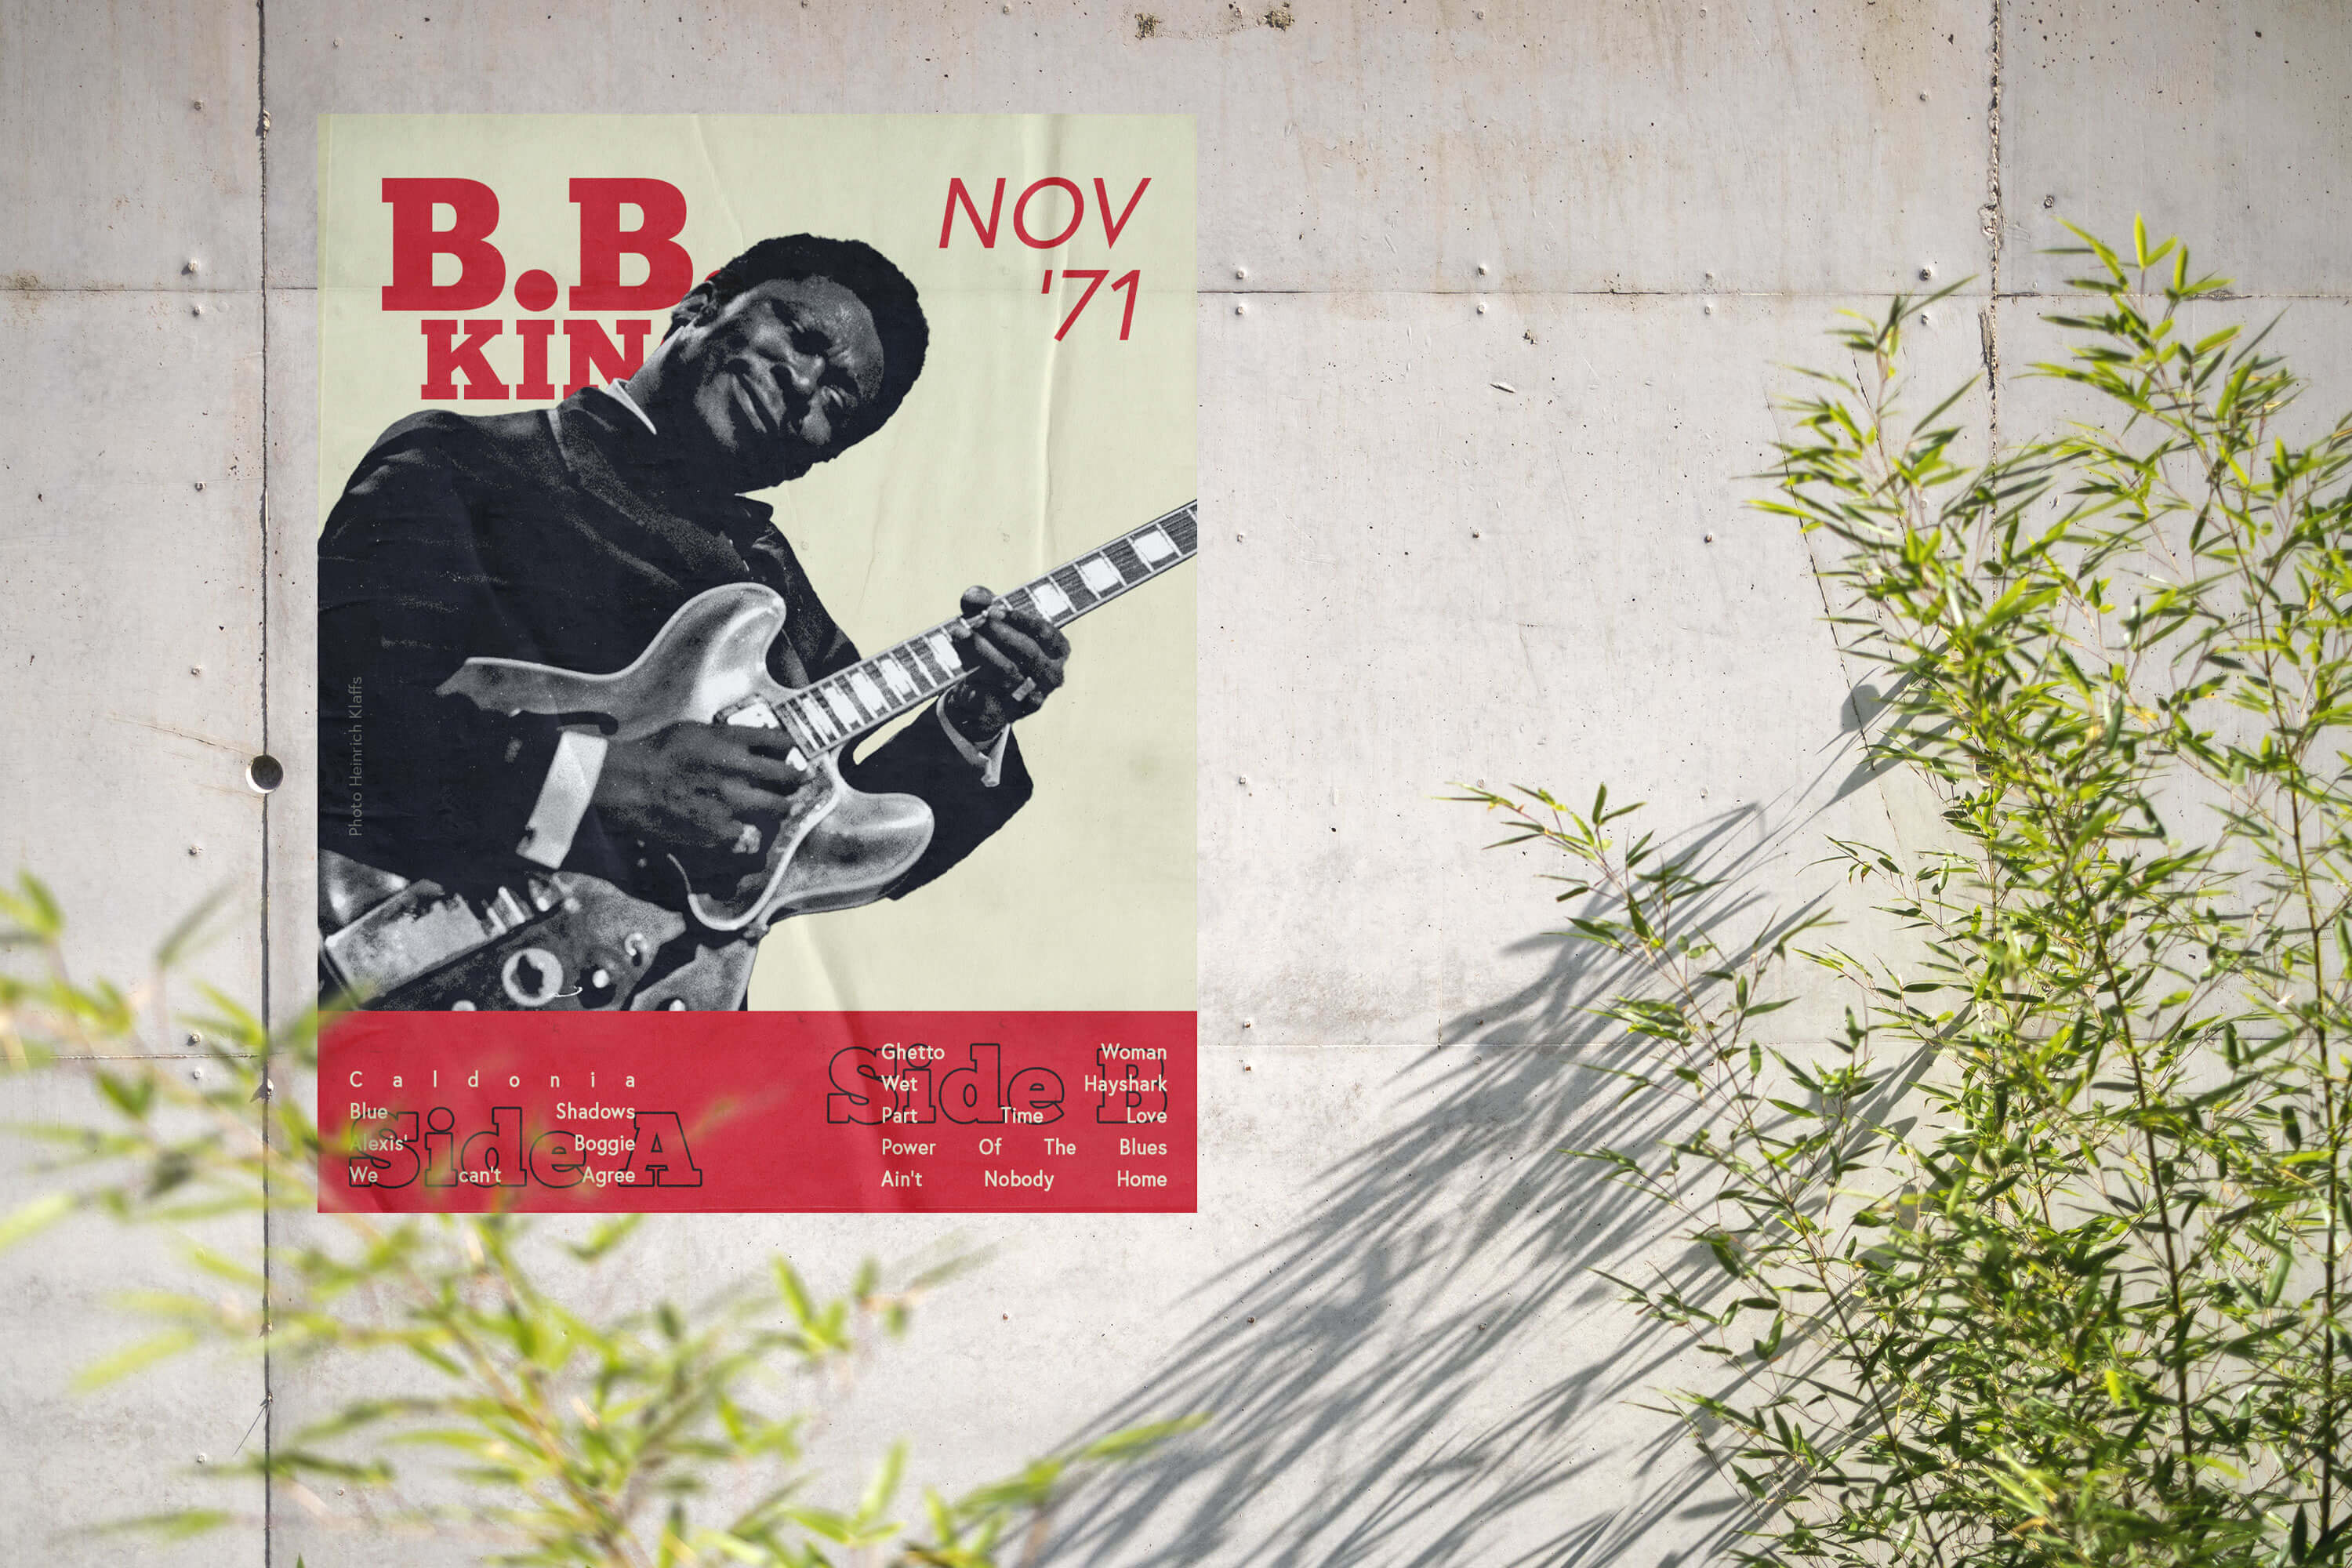 B.B.
KIN
NOV
'71
Photo Heinrich Klaffs
Side A
Caldonia
Blue Shadows
Alexis' Boggie
We can't Agree
Side B
Ghetto Woman
Wet Hayshark
Part Time Love
Power Of The Blues
Ain't Nobody Home